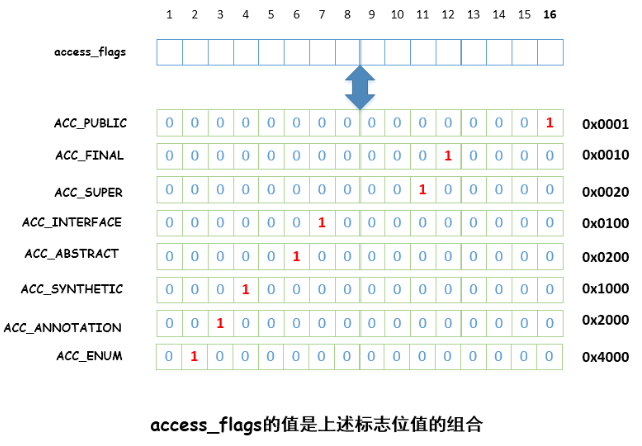 1 2 3 4 5 6 7 8 9 10 11 12 13 14 15 16
access_flags
ACC_PUBLIC 0 0 0 0 0 0 0 0 0 0 0 0 0 0 0 1 0x0001
ACC_FINAL 0 0 0 0 0 0 0 0 0 0 0 1 0 0 0 0 0x0010
ACC_SUPER 0 0 0 0 0 0 0 0 0 0 1 0 0 0 0 0 0x0020
ACC_INTERFACE 0 0 0 0 0 0 1 0 0 0 0 0 0 0 0 0 0x0100
ACC_ABSTRACT 0 0 0 0 0 1 0 0 0 0 0 0 0 0 0 0 0x0200
ACC_SYNTHETIC 0 0 0 1 0 0 0 0 0 0 0 0 0 0 0 0 0x1000
ACC_ANNOTATION 0 0 1 0 0 0 0 0 0 0 0 0 0 0 0 0 0x2000
ACC_ENUM 0 1 0 0 0 0 0 0 0 0 0 0 0 0 0 0 0x4000
access_flags的值是上述标志位值的组合